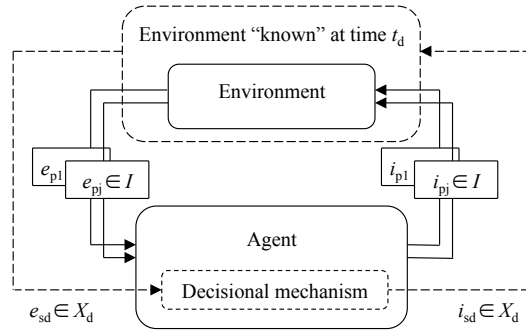 Environment “known” at time t_d
Environment
e_p1
e_pj ∈ I
i_p1
i_pj ∈ I
Agent
Decisional mechanism
e_sd ∈ X_d
i_sd ∈ X_d